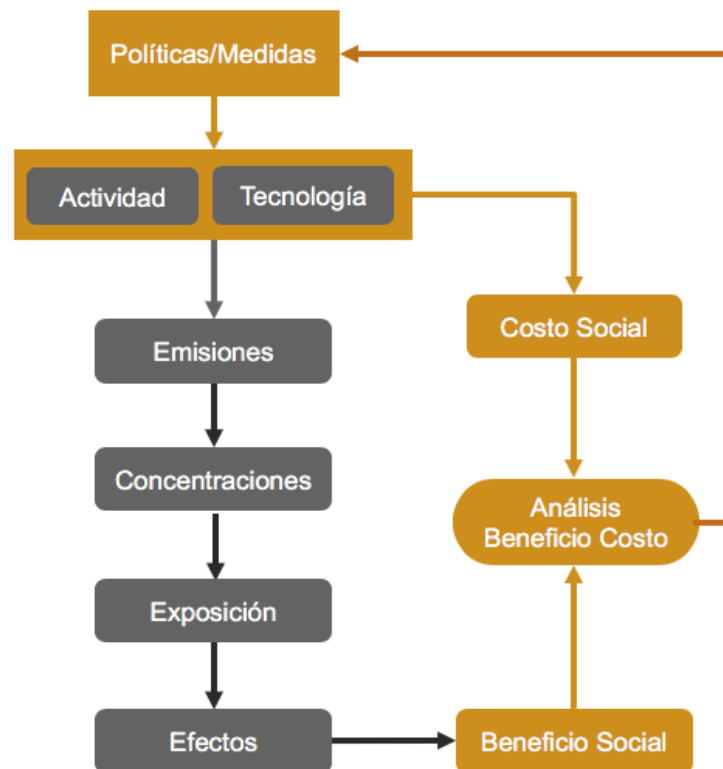 Políticas/Medidas
Actividad
Tecnología
Emisiones
Costo Social
Concentraciones
Análisis
Beneficio Costo
Exposición
Efectos
Beneficio Social